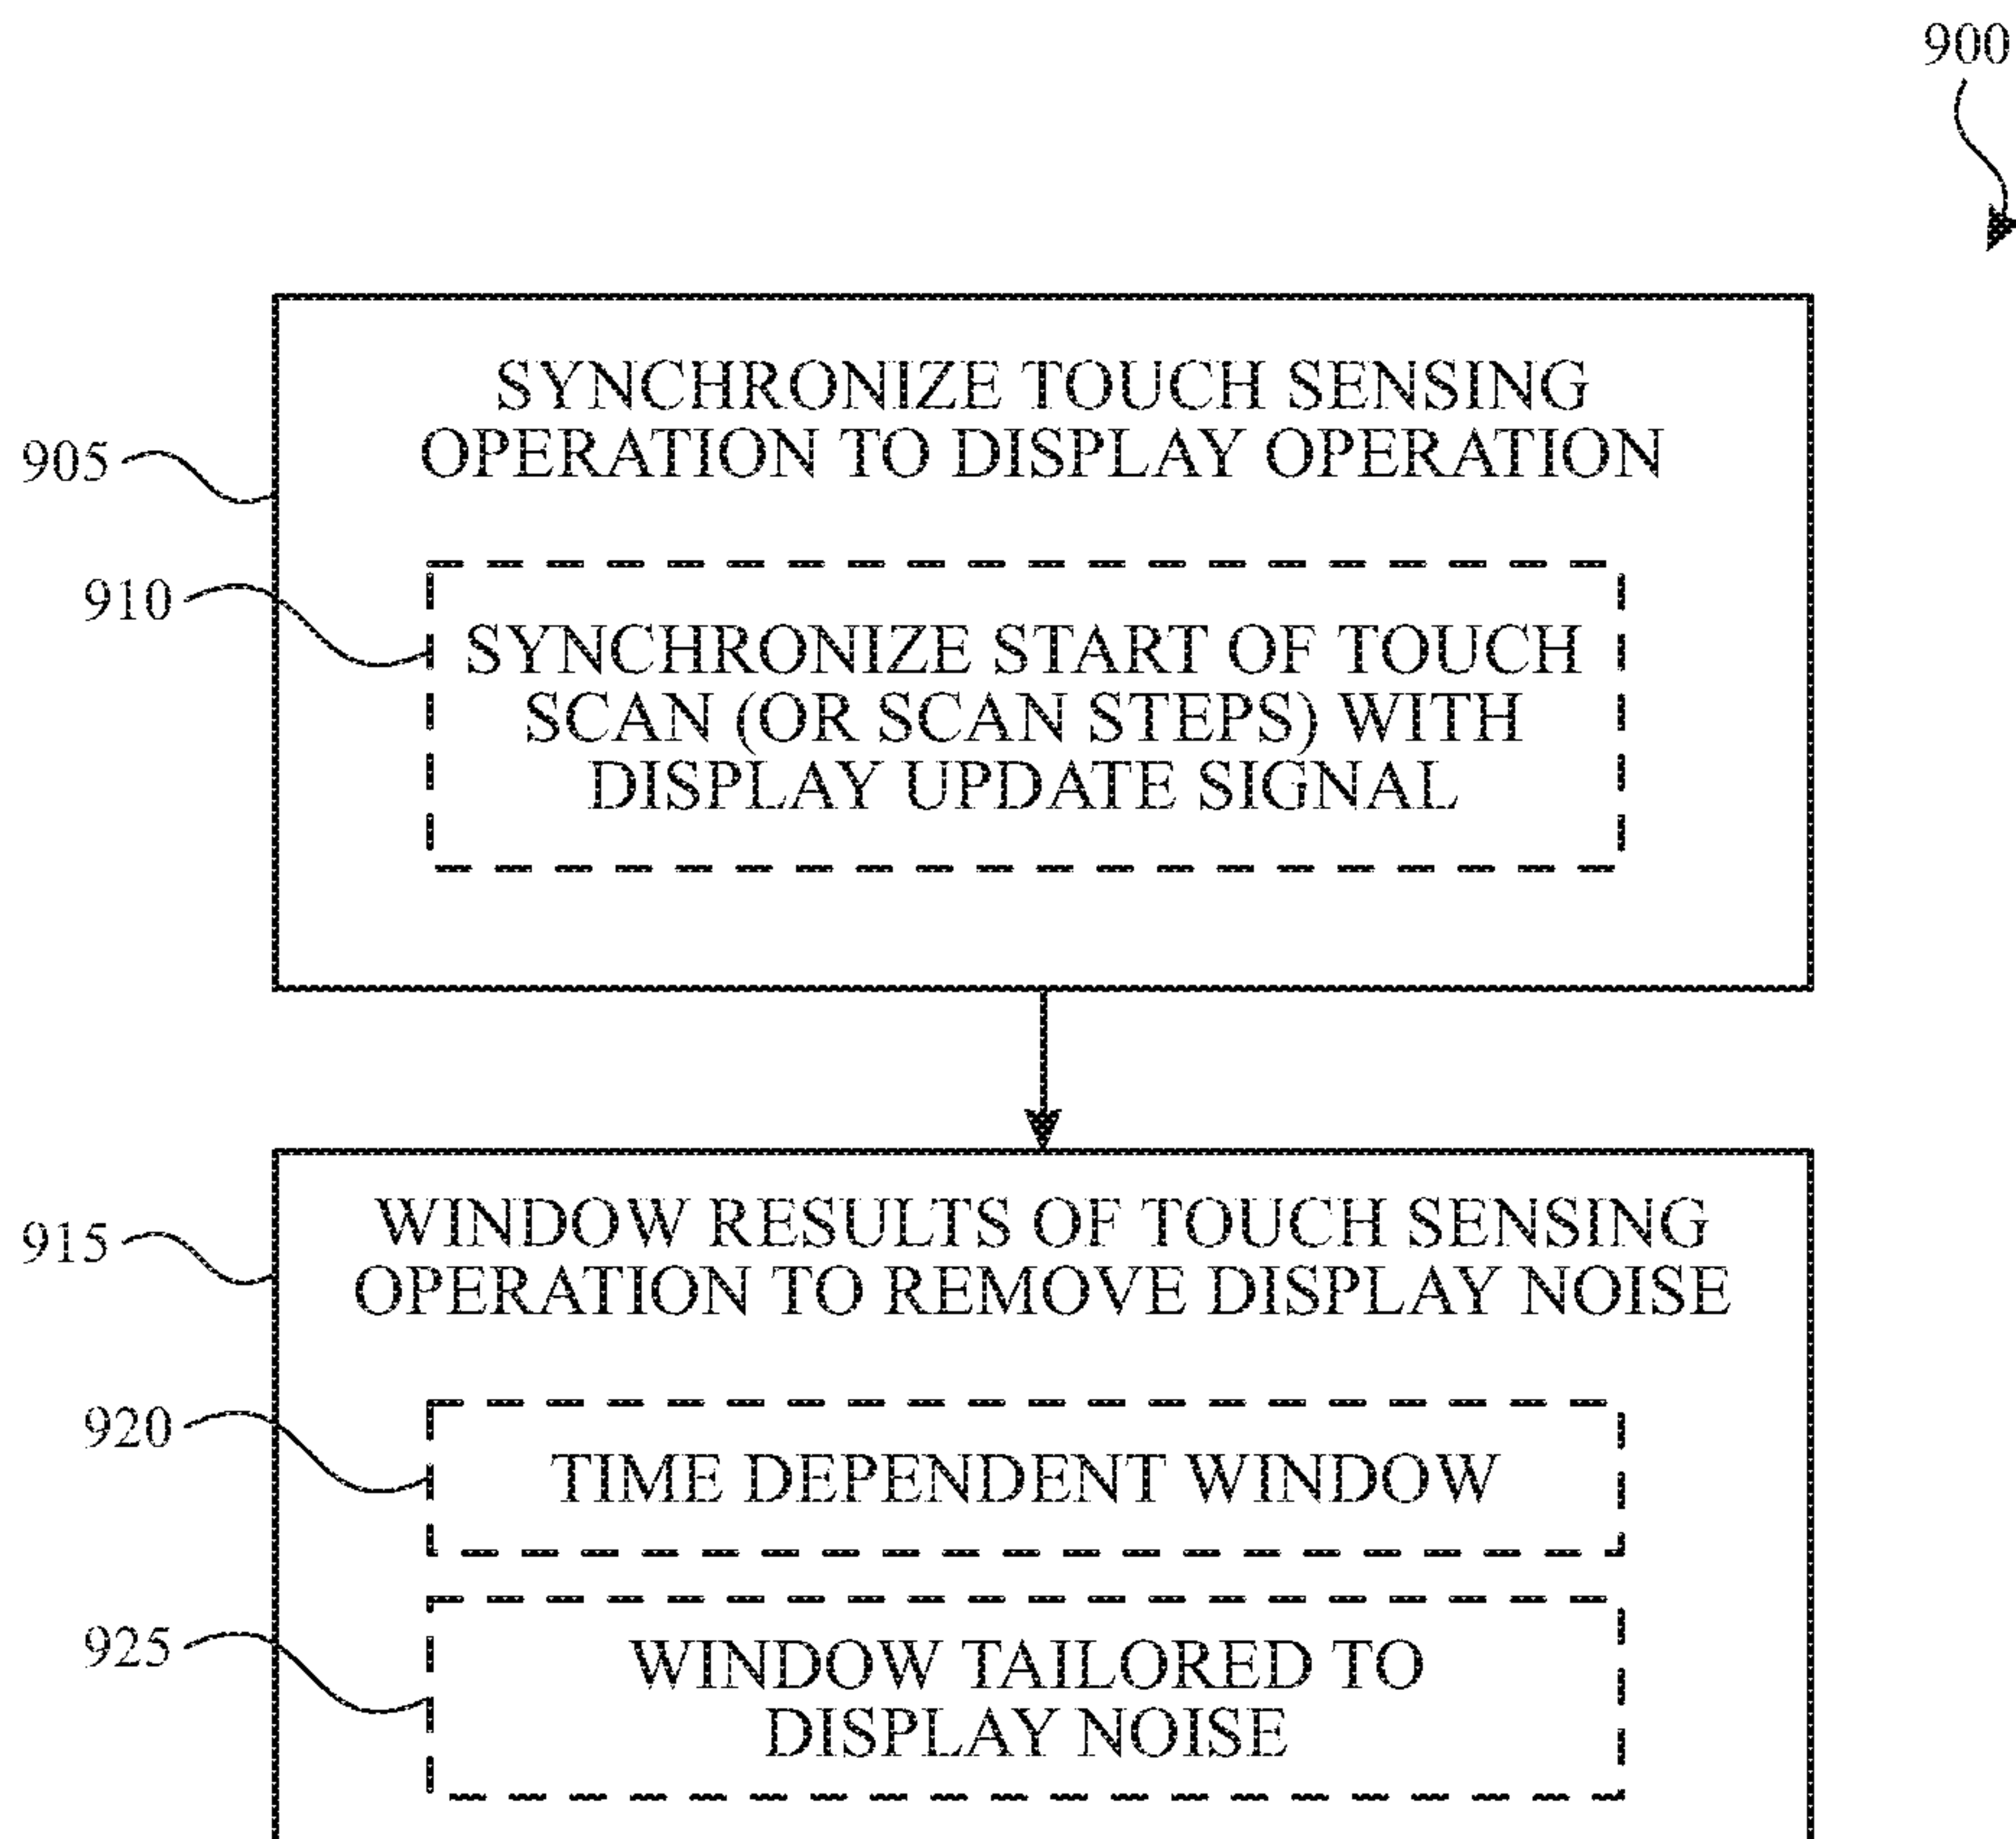 900
SYNCHRONIZE TOUCH SENSING
OPERATION TO DISPLAY OPERATION
905
910
SYNCHRONIZE START OF TOUCH
SCAN (OR SCAN STEPS) WITH
DISPLAY UPDATE SIGNAL
915
WINDOW RESULTS OF TOUCH SENSING
OPERATION TO REMOVE DISPLAY NOISE
920
TIME DEPENDENT WINDOW
925
WINDOW TAILORED TO
DISPLAY NOISE